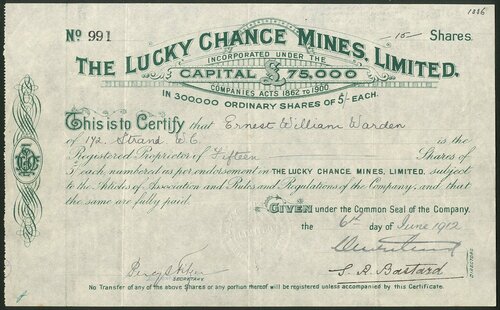 1886
No 991
15 Shares.
THE LUCKY CHANCE MINES, LIMITED.
INCORPORATED UNDER THE
CAPITAL £75,000
COMPANIES ACTS 1862 TO 1900
IN 300000 ORDINARY SHARES OF 5/- EACH.
This is to Certify that Ernest William Warden
of 172 Strand W.C. is the
Registered Proprietor of Fifteen Shares of
5/- each, numbered as per endorsement in THE LUCKY CHANCE MINES, LIMITED, subject
to the Articles of Association and Rules and Regulations of the Company, and that
the same are fully paid.
GIVEN under the Common Seal of the Company.
the 6th day of June 1912
SECRETARY
S. R. Bastard
DIRECTORS
No Transfer of any of the above Shares or any portion thereof will be registered unless accompanied by this Certificate.